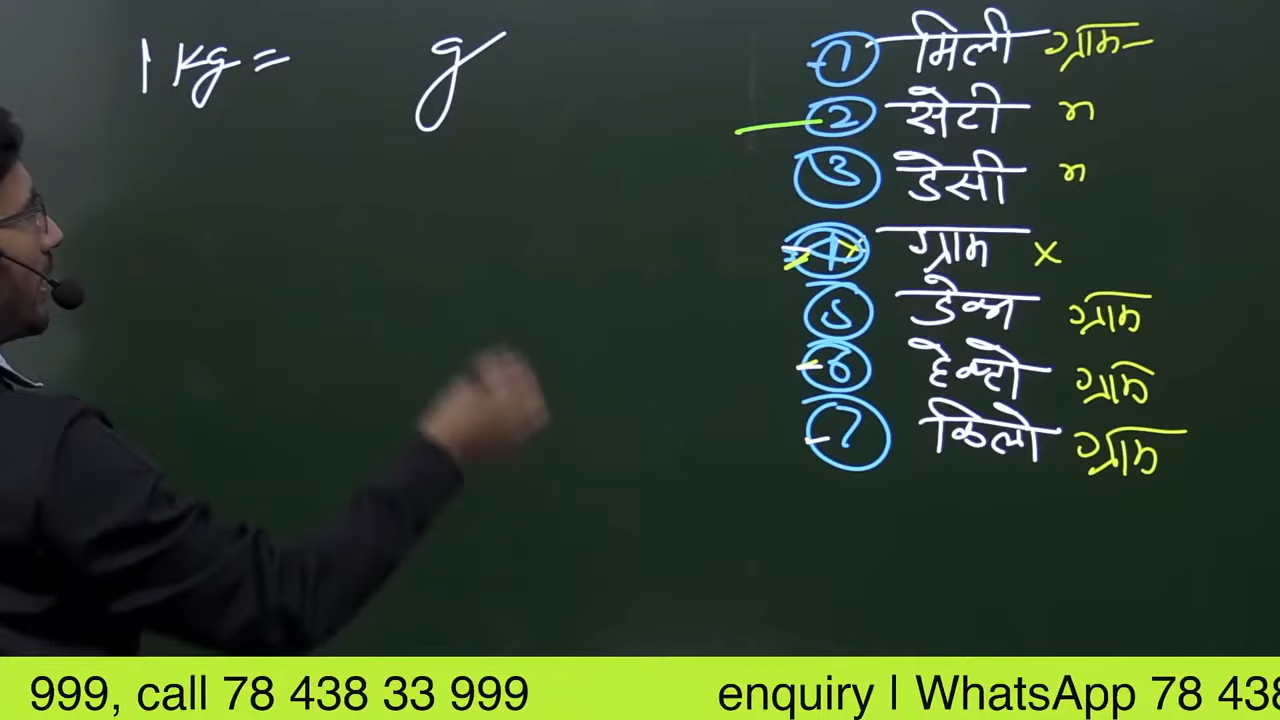 1 kg = g
1 मिली ग्राम
2 सेंटी "
3 डेसी "
4 ग्राम ×
5 डेका ग्राम
6 हेक्टो ग्राम
7 किलो ग्राम
999, call 78 438 33 999 enquiry | WhatsApp 78 438